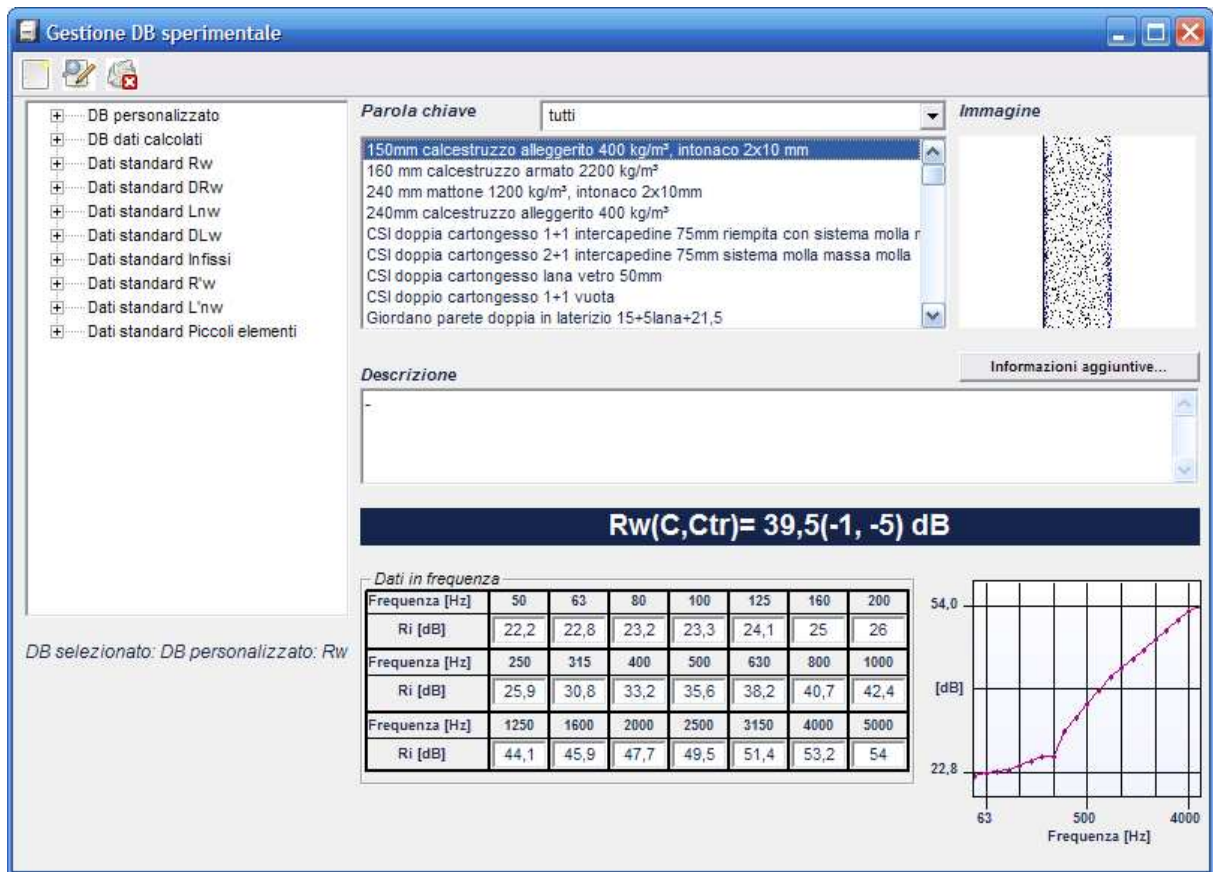 Gestione DB sperimentale
DB personalizzato
DB dati calcolati
Dati standard Rw
Dati standard DRw
Dati standard Lnw
Dati standard DLw
Dati standard Infissi
Dati standard R'w
Dati standard L'nw
Dati standard Piccoli elementi
DB selezionato: DB personalizzato: Rw
Parola chiave
tutti
150mm calcestruzzo alleggerito 400 kg/m³, intonaco 2x10 mm
160 mm calcestruzzo armato 2200 kg/m³
240 mm mattone 1200 kg/m³, intonaco 2x10mm
240mm calcestruzzo alleggerito 400 kg/m³
CSI doppia cartongesso 1+1 intercapedine 75mm riempita con sistema molla
CSI doppia cartongesso 2+1 intercapedine 75mm sistema molla massa molla
CSI doppia cartongesso lana vetro 50mm
CSI doppio cartongesso 1+1 vuota
Giordano parete doppia in laterizio 15+5lana+21,5
Immagine
Informazioni aggiuntive...
Descrizione
-
Rw(C,Ctr)= 39,5(-1, -5) dB
Dati in frequenza
Frequenza [Hz] 50 63 80 100 125 160 200
Ri [dB] 22,2 22,8 23,2 23,3 24,1 25 26
Frequenza [Hz] 250 315 400 500 630 800 1000
Ri [dB] 25,9 30,8 33,2 35,6 38,2 40,7 42,4
Frequenza [Hz] 1250 1600 2000 2500 3150 4000 5000
Ri [dB] 44,1 45,9 47,7 49,5 51,4 53,2 54
54,0
[dB]
22,8
63 500 4000
Frequenza [Hz]